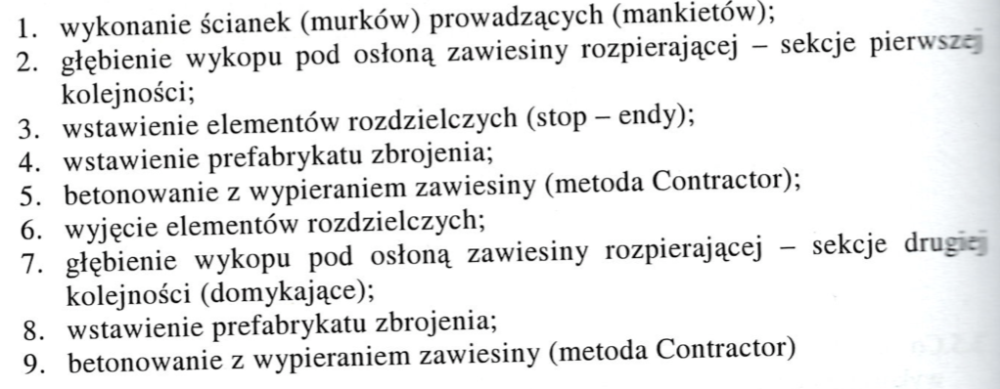 1. wykonanie ścianek (murków) prowadzących (mankietów);
2. głębienie wykopu pod osłoną zawiesiny rozpierającej – sekcje pierwszej
kolejności;
3. wstawienie elementów rozdzielczych (stop – endy);
4. wstawienie prefabrykatu zbrojenia;
5. betonowanie z wypieraniem zawiesiny (metoda Contractor);
6. wyjęcie elementów rozdzielczych;
7. głębienie wykopu pod osłoną zawiesiny rozpierającej – sekcje drugiej
kolejności (domykające);
8. wstawienie prefabrykatu zbrojenia;
9. betonowanie z wypieraniem zawiesiny (metoda Contractor)